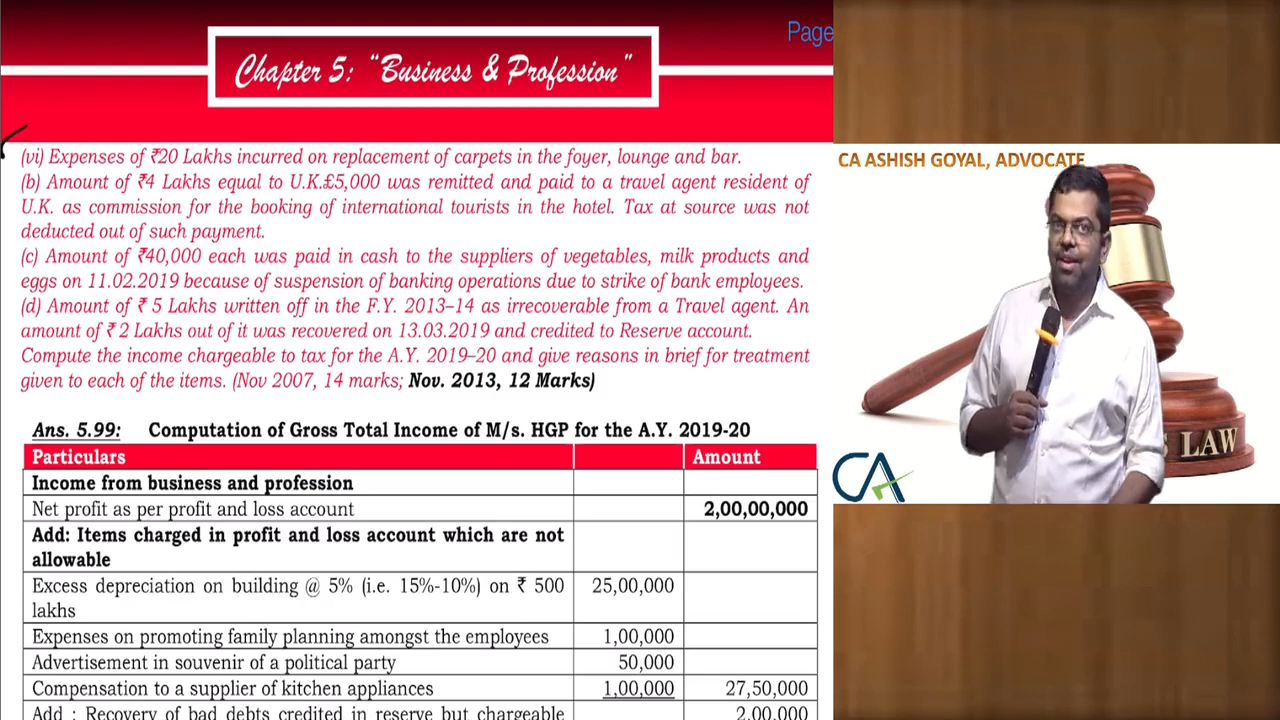 Page
Chapter 5: "Business & Profession"
(vi) Expenses of ₹20 Lakhs incurred on replacement of carpets in the foyer, lounge and bar.
(b) Amount of ₹4 Lakhs equal to U.K.£5,000 was remitted and paid to a travel agent resident of
U.K. as commission for the booking of international tourists in the hotel. Tax at source was not
deducted out of such payment.
(c) Amount of ₹40,000 each was paid in cash to the suppliers of vegetables, milk products and
eggs on 11.02.2019 because of suspension of banking operations due to strike of bank employees.
(d) Amount of ₹ 5 Lakhs written off in the F.Y. 2013–14 as irrecoverable from a Travel agent. An
amount of ₹ 2 Lakhs out of it was recovered on 13.03.2019 and credited to Reserve account.
Compute the income chargeable to tax for the A.Y. 2019–20 and give reasons in brief for treatment
given to each of the items. (Nov 2007, 14 marks; Nov. 2013, 12 Marks)
Ans. 5.99: Computation of Gross Total Income of M/s. HGP for the A.Y. 2019-20
Particulars Amount
Income from business and profession
Net profit as per profit and loss account 2,00,00,000
Add: Items charged in profit and loss account which are not
allowable
Excess depreciation on building @ 5% (i.e. 15%-10%) on ₹ 500 25,00,000
lakhs
Expenses on promoting family planning amongst the employees 1,00,000
Advertisement in souvenir of a political party 50,000
Compensation to a supplier of kitchen appliances 1,00,000 27,50,000
Add : Recovery of bad debts credited in reserve but chargeable 2,00,000
CA ASHISH GOYAL, ADVOCATE
LAW
CA